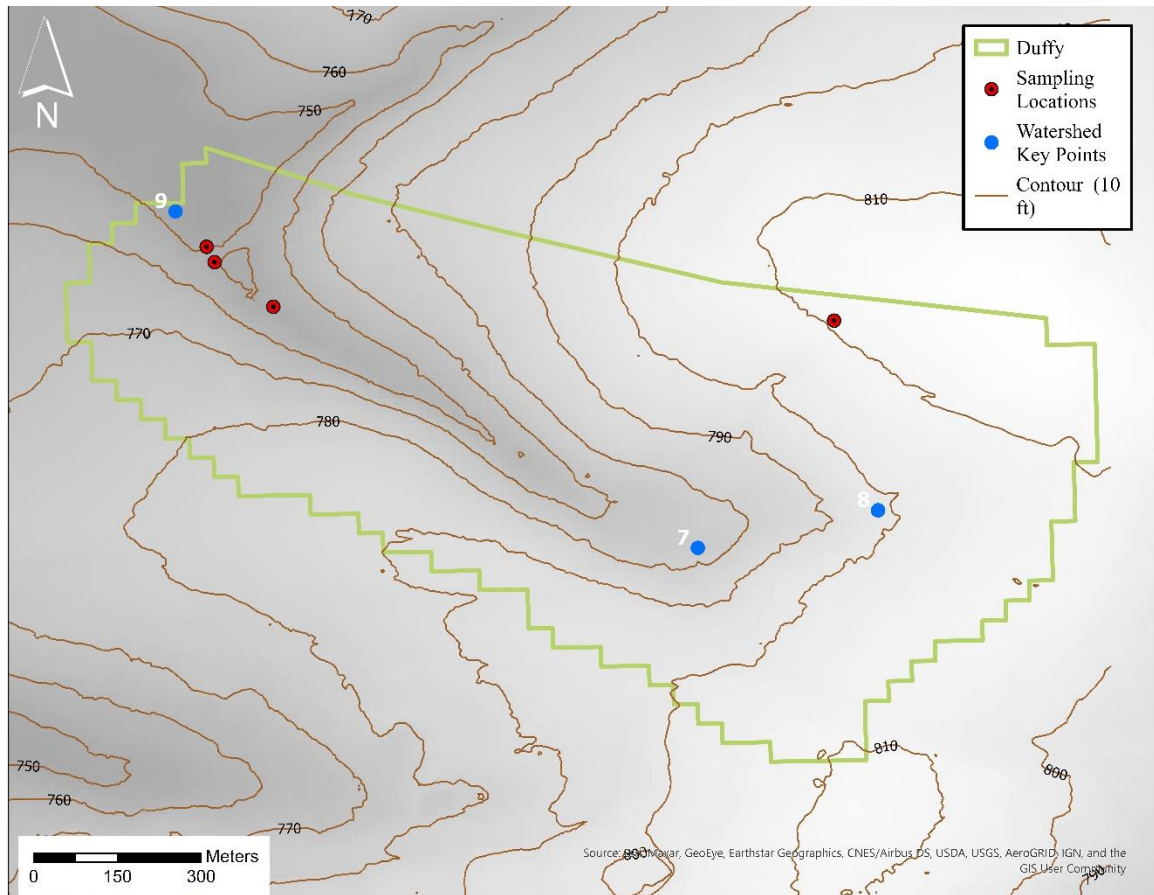 770
760
750
N
Duffy
Sampling
Locations
Watershed
Key Points
Contour (10
ft)
810
9
770
780
790
8
7
750
760
770
810
800
0 150 300 Meters
GeoEye, Earthstar Geographics, CNES/Airbus DS, USDA, USGS, AeroGRID, IGN, and the
GIS User Community